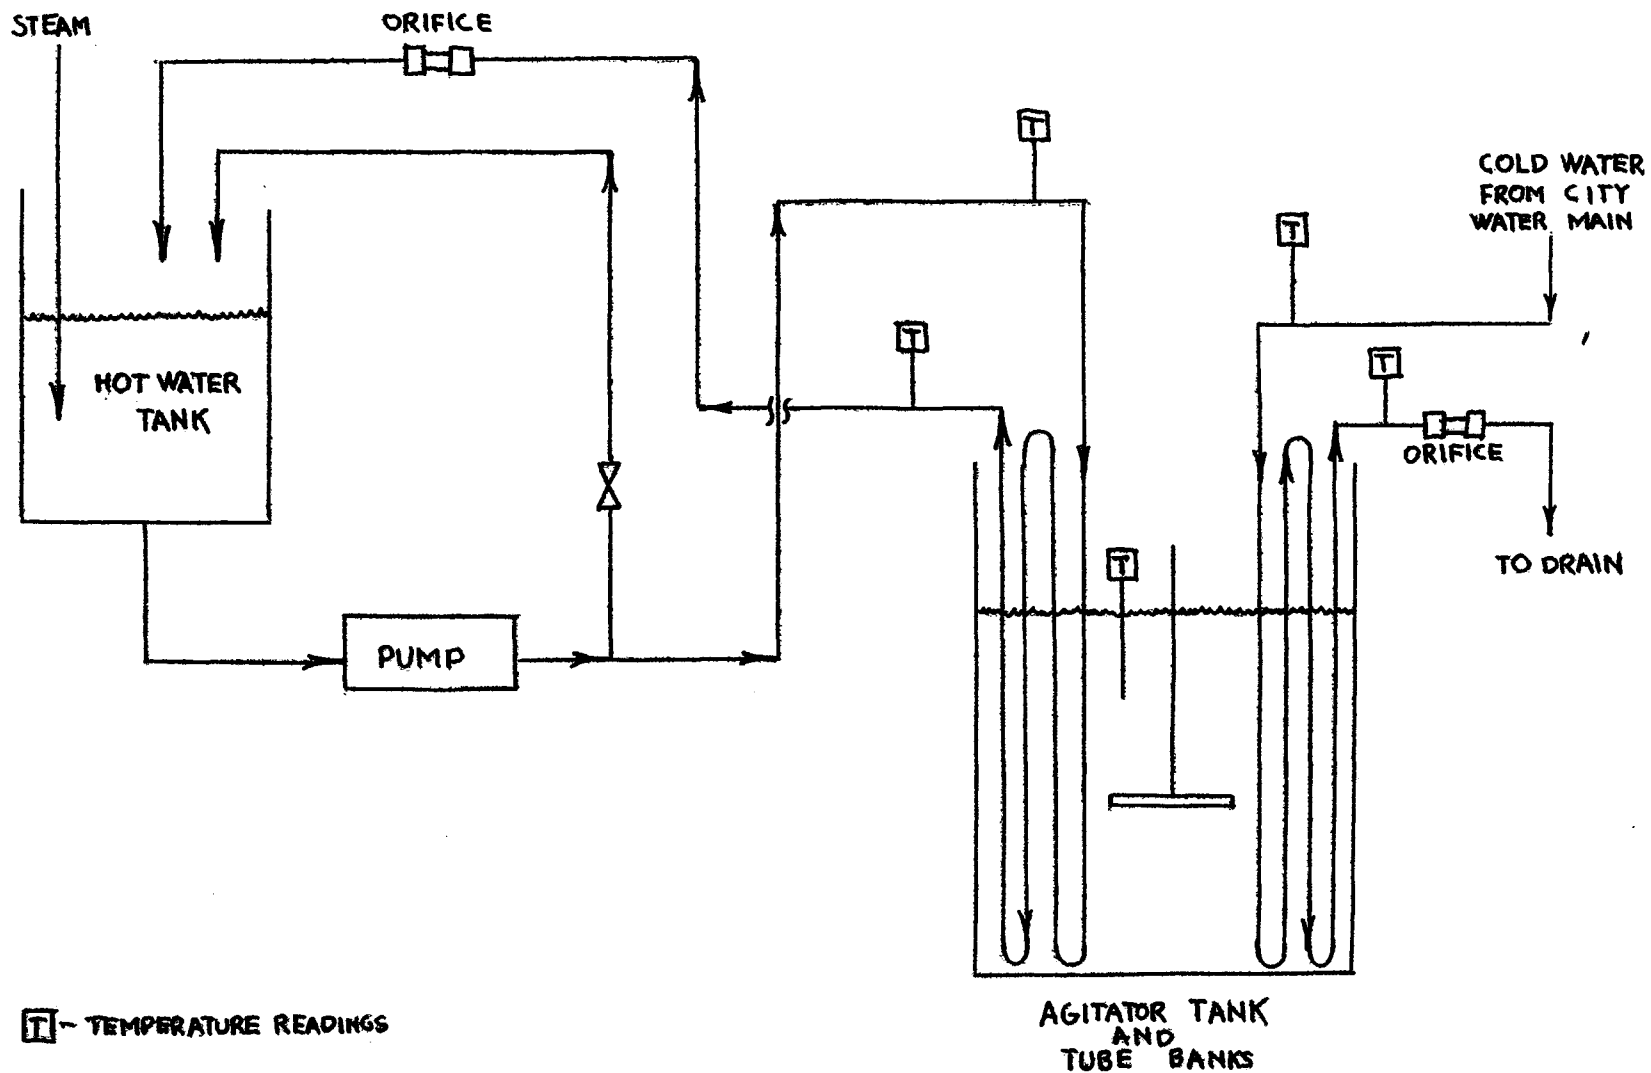 STEAM
ORIFICE
T
COLD WATER
FROM CITY
WATER MAIN
T
T
T
HOT WATER
TANK
ORIFICE
T
TO DRAIN
PUMP
AGITATOR TANK
AND
TUBE BANKS
T - TEMPERATURE READINGS